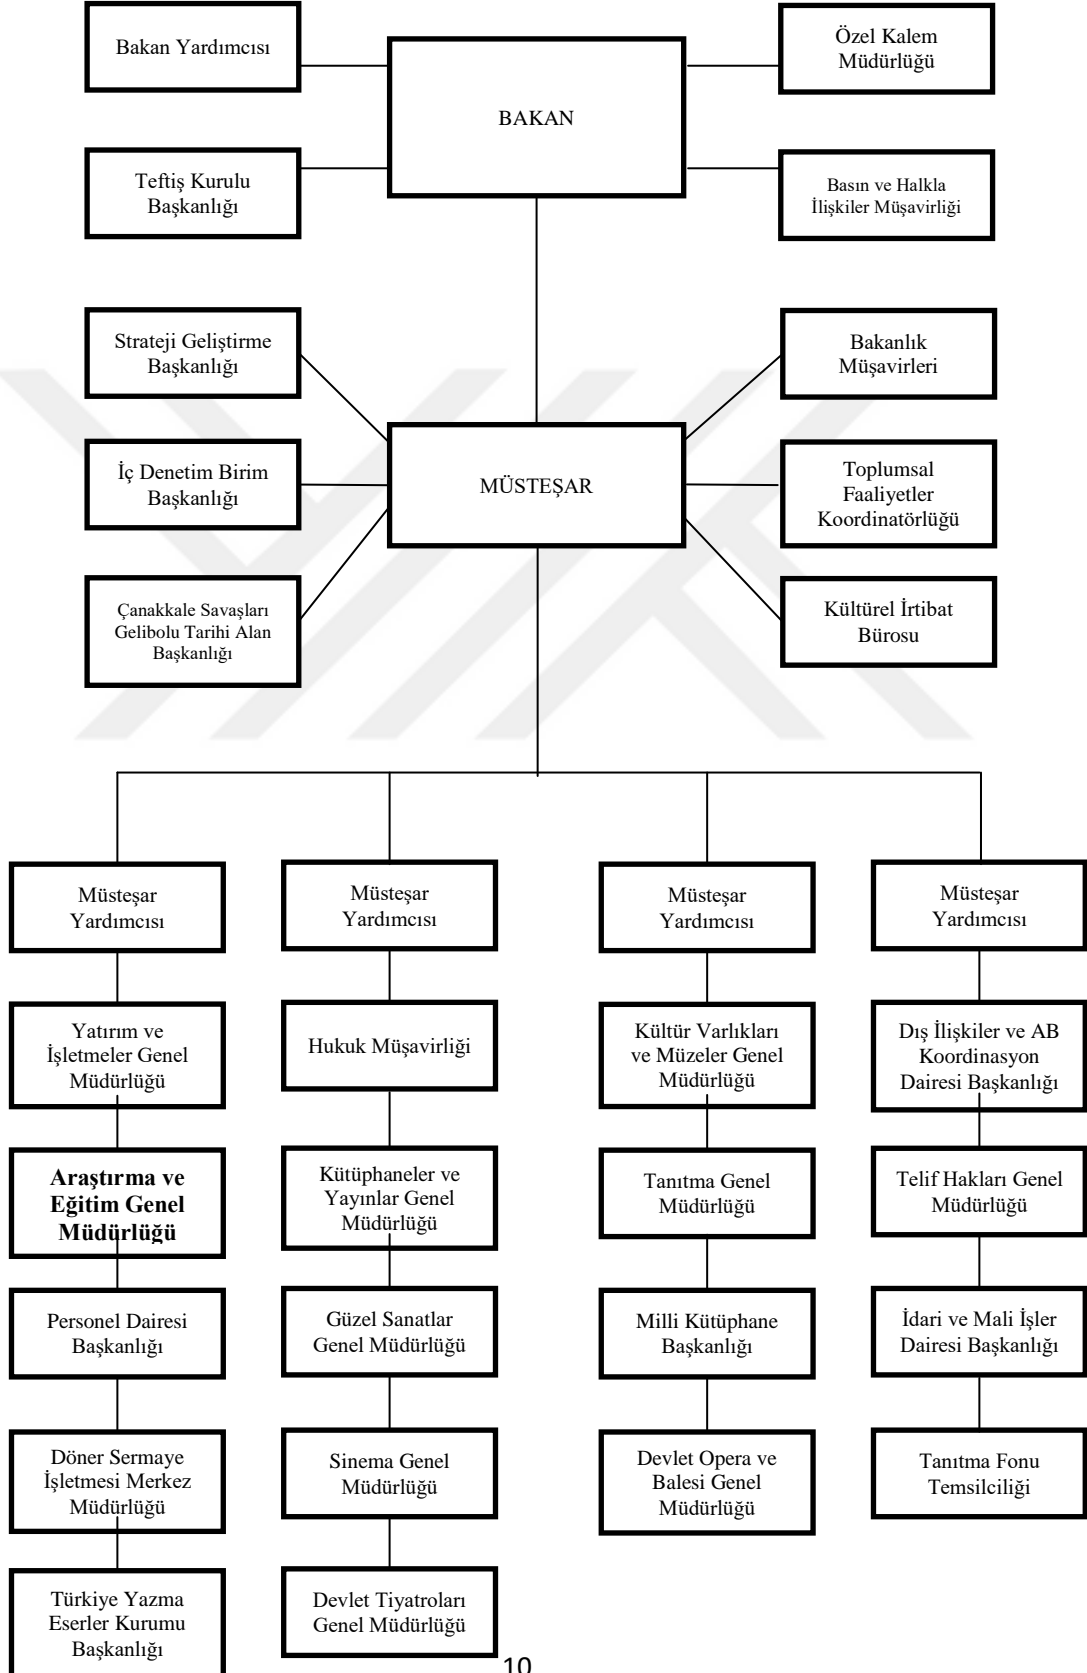 Bakan Yardımcısı
BAKAN
Özel Kalem
Müdürlüğü
Teftiş Kurulu
Başkanlığı
Basın ve Halkla
İlişkiler Müşavirliği
Strateji Geliştirme
Başkanlığı
Bakanlık
Müşavirleri
İç Denetim Birim
Başkanlığı
MÜSTEŞAR
Toplumsal
Faaliyetler
Koordinatörlüğü
Çanakkale Savaşları
Gelibolu Tarihi Alan
Başkanlığı
Kültürel İrtibat
Bürosu
Müsteşar
Yardımcısı
Müsteşar
Yardımcısı
Müsteşar
Yardımcısı
Müsteşar
Yardımcısı
Yatırım ve
İşletmeler Genel
Müdürlüğü
Hukuk Müşavirliği
Kültür Varlıkları
ve Müzeler Genel
Müdürlüğü
Dış İlişkiler ve AB
Koordinasyon
Dairesi Başkanlığı
Araştırma ve
Eğitim Genel
Müdürlüğü
Kütüphaneler ve
Yayınlar Genel
Müdürlüğü
Tanıtma Genel
Müdürlüğü
Telif Hakları Genel
Müdürlüğü
Personel Dairesi
Başkanlığı
Güzel Sanatlar
Genel Müdürlüğü
Milli Kütüphane
Başkanlığı
İdari ve Mali İşler
Dairesi Başkanlığı
Döner Sermaye
İşletmesi Merkez
Müdürlüğü
Sinema Genel
Müdürlüğü
Devlet Opera ve
Balesi Genel
Müdürlüğü
Tanıtma Fonu
Temsilciliği
Türkiye Yazma
Eserler Kurumu
Başkanlığı
Devlet Tiyatroları
Genel Müdürlüğü
10